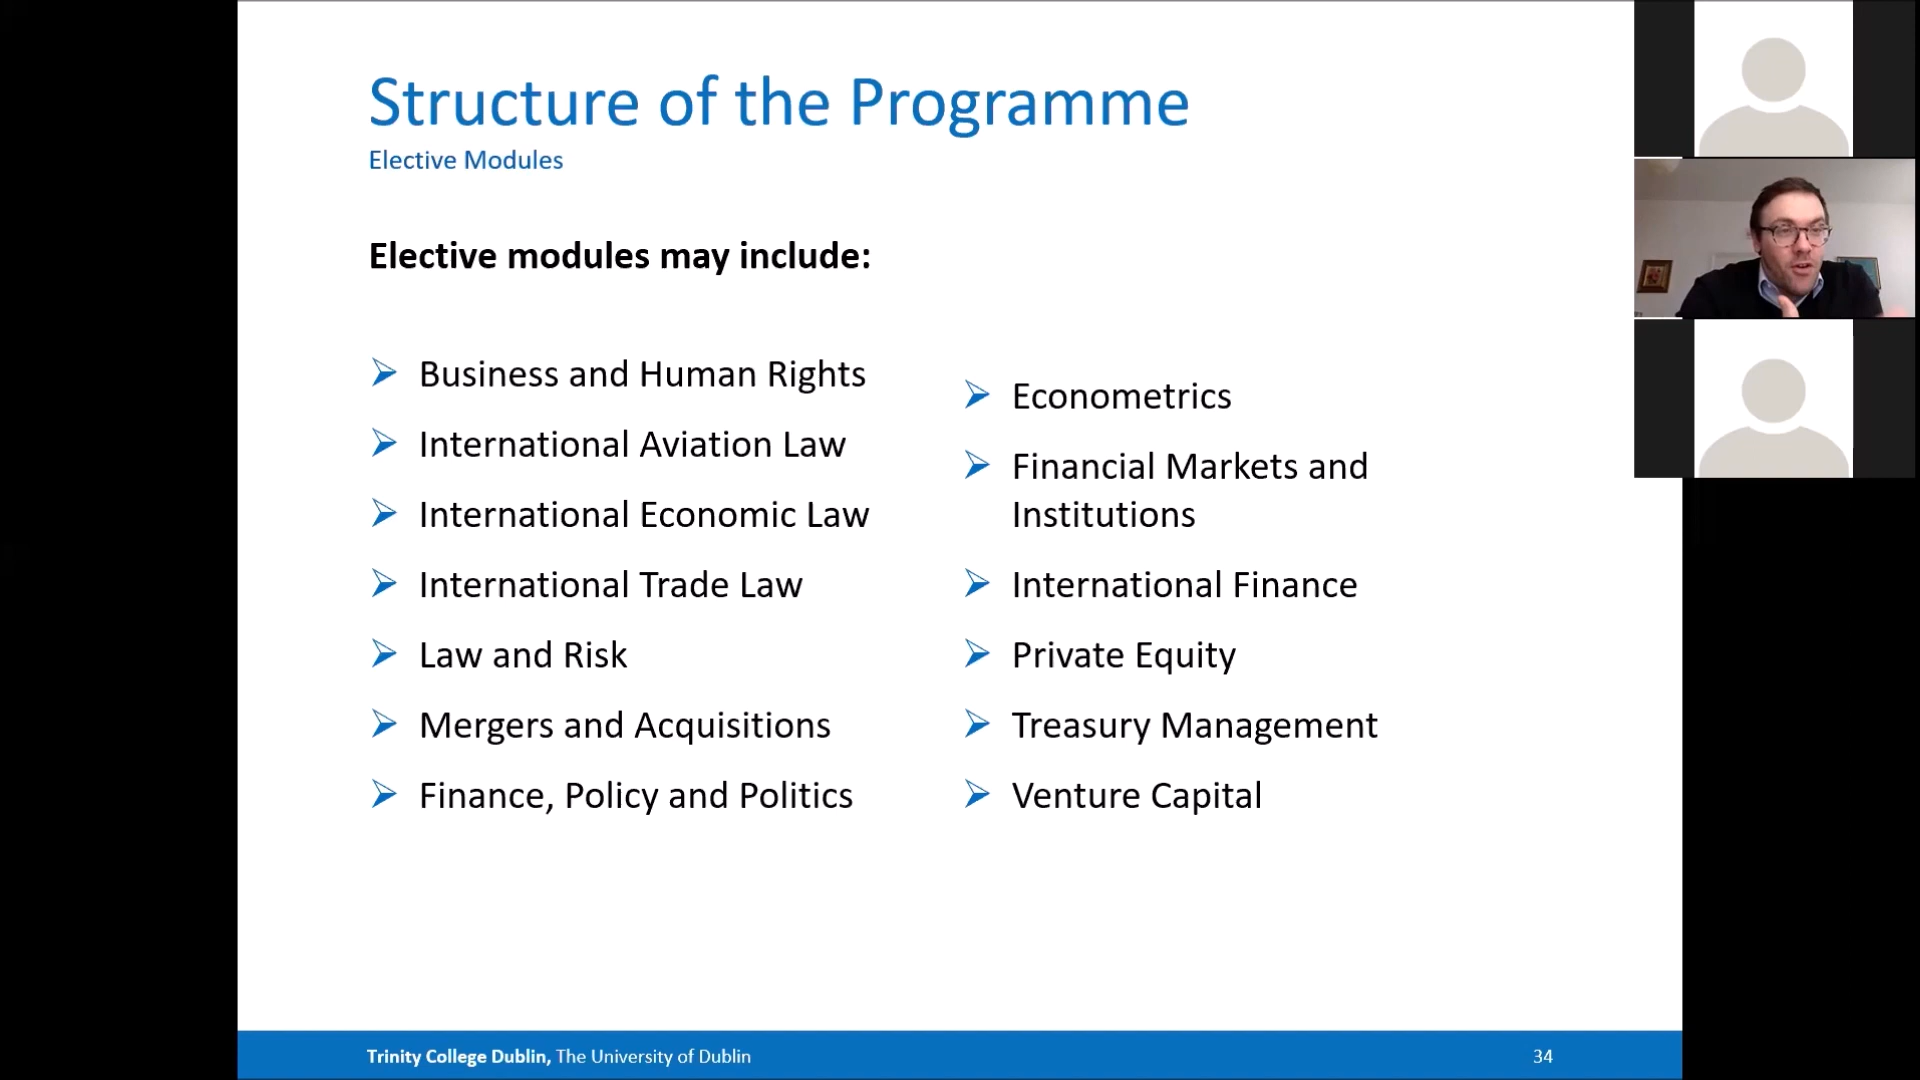 Structure of the Programme
Elective Modules
Elective modules may include:
Business and Human Rights
International Aviation Law
International Economic Law
International Trade Law
Law and Risk
Mergers and Acquisitions
Finance, Policy and Politics
Econometrics
Financial Markets and
Institutions
International Finance
Private Equity
Treasury Management
Venture Capital
Trinity College Dublin, The University of Dublin
34